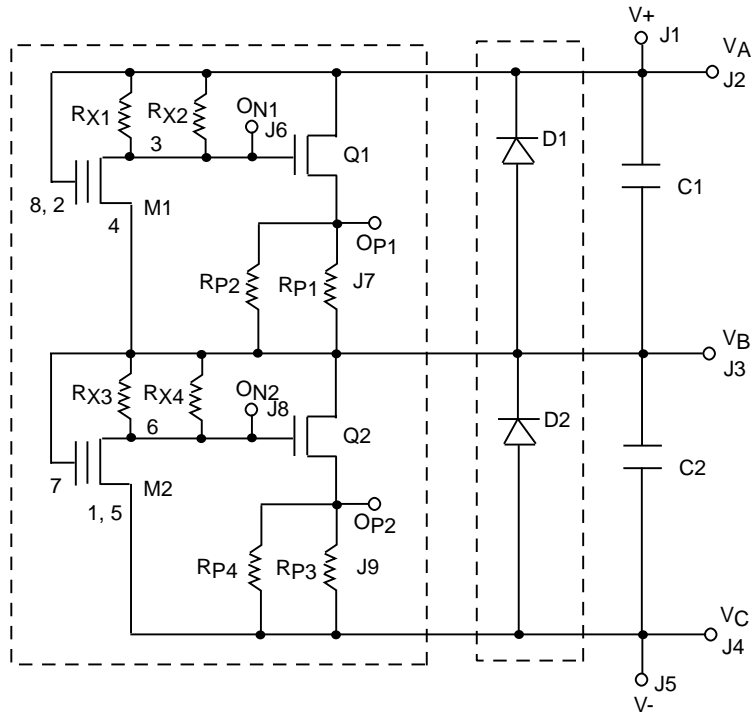 V+
J1
VA
J2
RX1
RX2
ON1
J6
3
Q1
D1
C1
8, 2
M1
4
OP1
RP2
RP1
J7
VB
J3
RX3
RX4
ON2
J8
6
Q2
D2
C2
7
M2
1, 5
OP2
RP4
RP3
J9
VC
J4
J5
V-